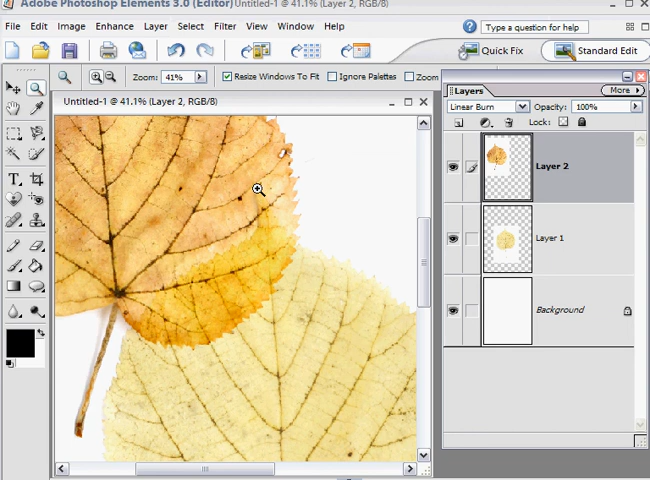 Adobe Photoshop Elements 3.0 (Editor) Untitled-1 @ 41.1% (Layer 2, RGB/8)
File Edit Image Enhance Layer Select Filter View Window Help Type a question for help
Quick Fix Standard Edit
Zoom: 41% Resize Windows To Fit Ignore Palettes Zoom
Untitled-1 @ 41.1% (Layer 2, RGB/8)
Layers More
Linear Burn Opacity: 100%
Lock:
Layer 2
Layer 1
Background